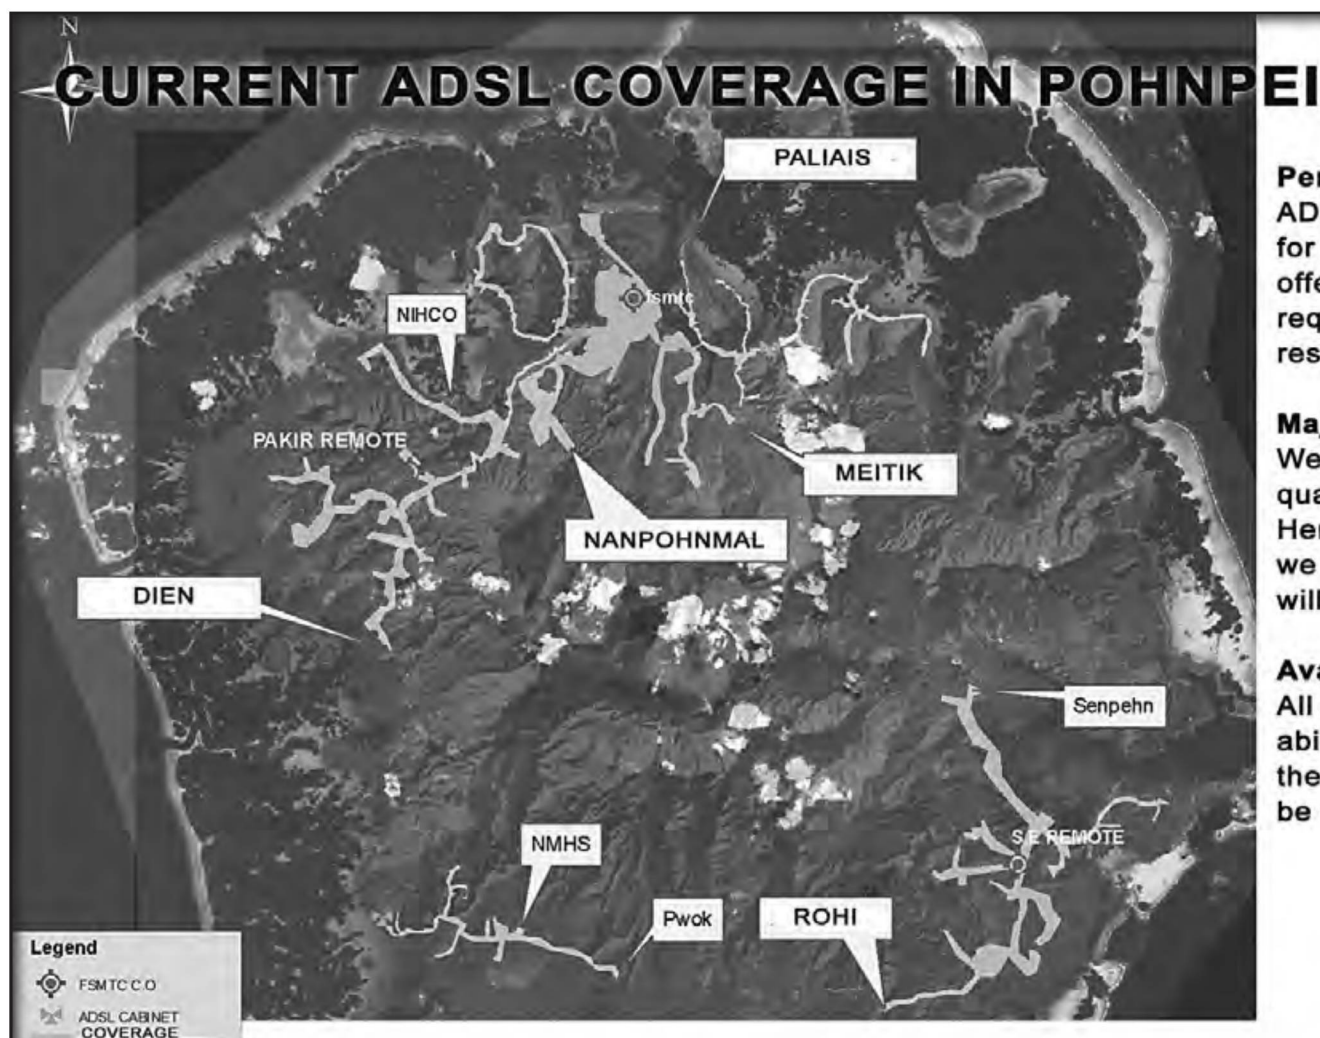 N
CURRENT ADSL COVERAGE IN POHNPEI
PALIAIS
fsmtc
NIHCO
PAKIR REMOTE
MEITIK
NANPOHNMAL
DIEN
Senpehn
S E REMOTE
NMHS
Pwok
ROHI
Legend
FSMTC C.O
ADSL CABINET
COVERAGE
Per
AD
for
offe
req
res
Ma
We
qua
Her
we
will
Ava
All
abi
the
be